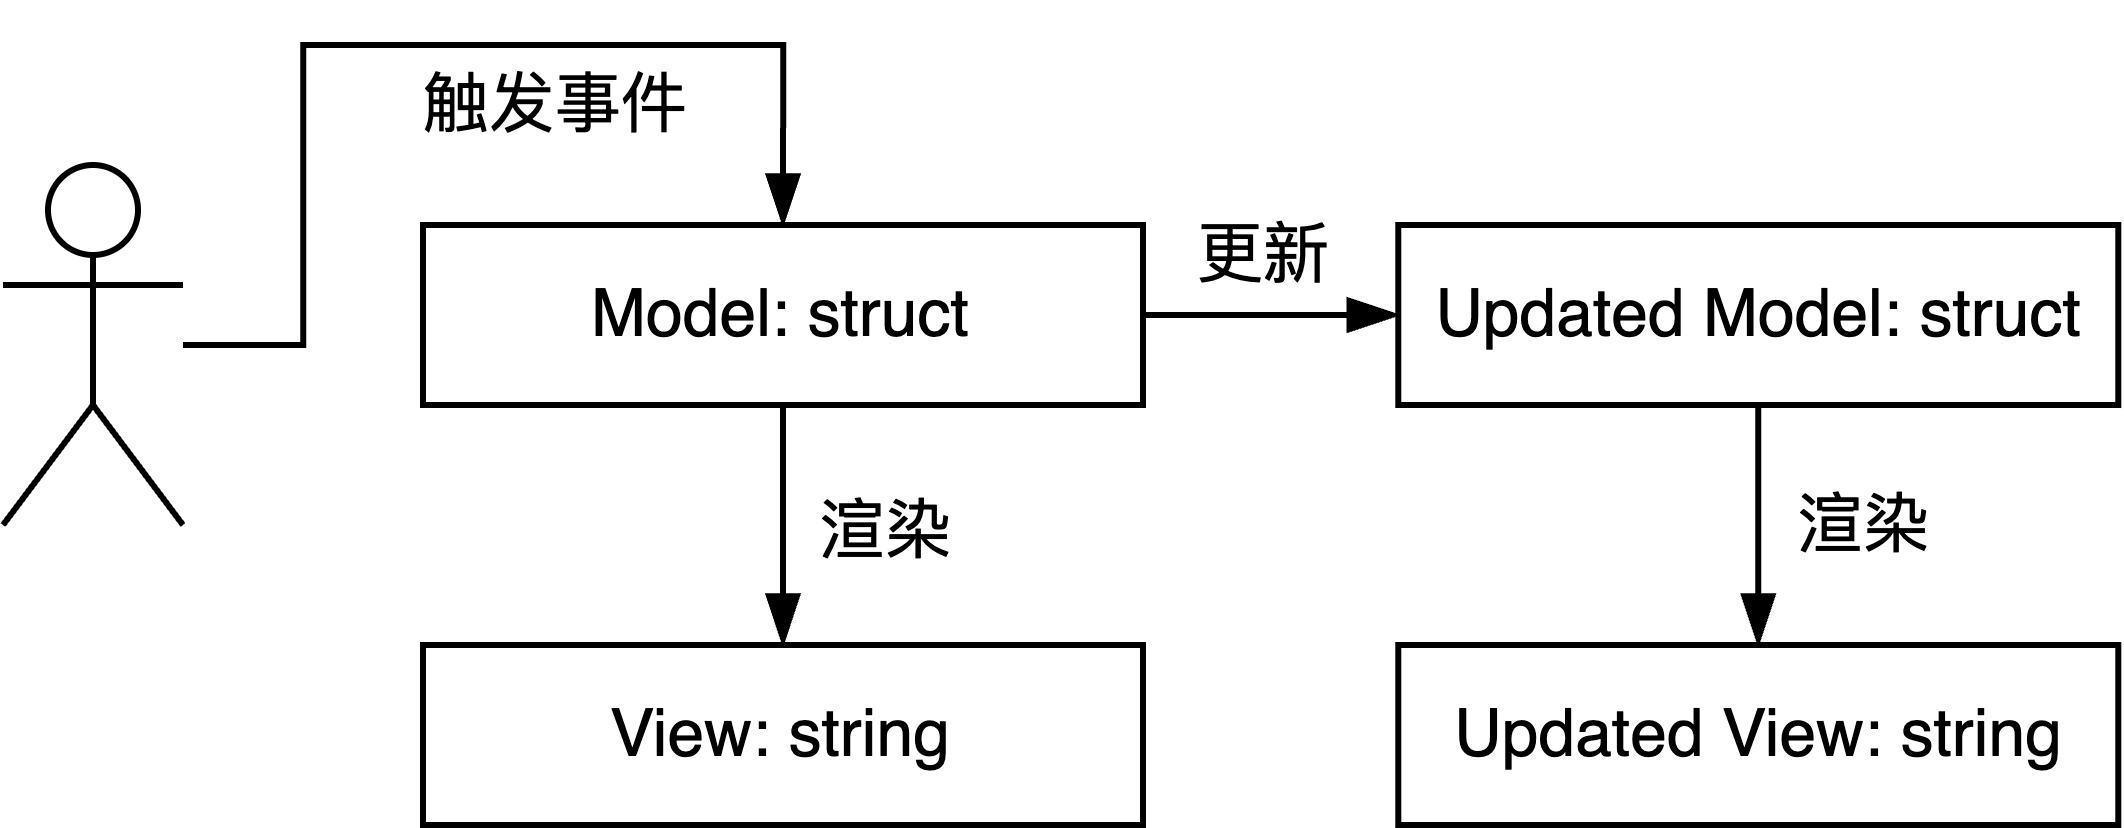 触发事件
更新
Model: struct
Updated Model: struct
渲染
渲染
View: string
Updated View: string